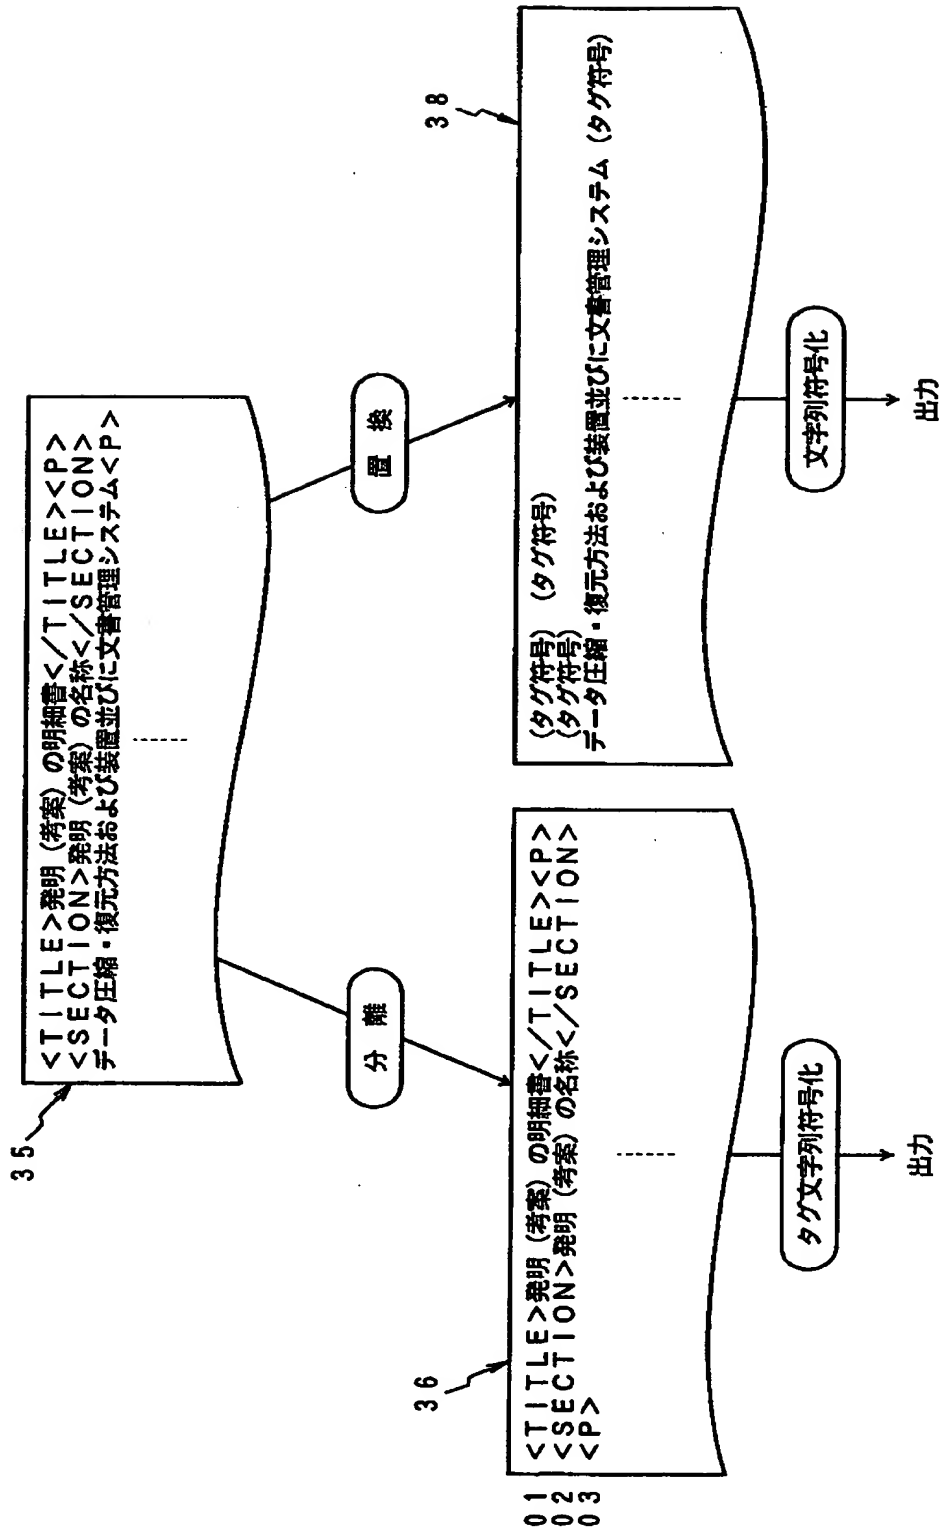 35
<TITLE>発明(考案)の明細書</TITLE><P>
<SECTION>発明(考案)の名称</SECTION>
データ圧縮・復元方法および装置並びに文書管理システム<P>
分離
置換
36
01 <TITLE>発明(考案)の明細書</TITLE><P>
02 <SECTION>発明(考案)の名称</SECTION>
03 <P>
タグ文字列符号化
出力
38
(タグ符号) (タグ符号)
(タグ符号)
データ圧縮・復元方法および装置並びに文書管理システム(タグ符号)
文字列符号化
出力